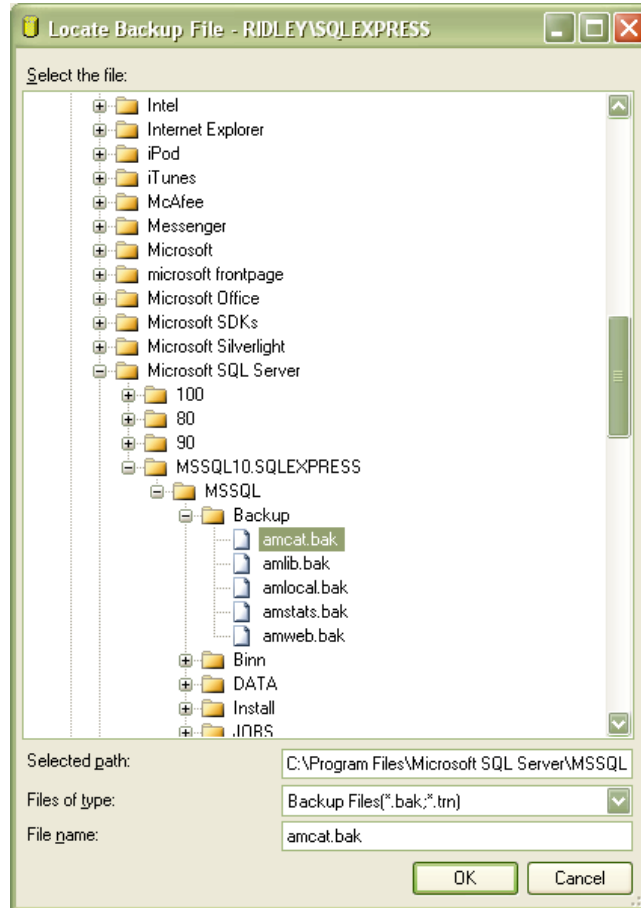 Locate Backup File - RIDLEY\SQLEXPRESS
Select the file:
Intel
Internet Explorer
iPod
iTunes
McAfee
Messenger
Microsoft
microsoft frontpage
Microsoft Office
Microsoft SDKs
Microsoft Silverlight
Microsoft SQL Server
100
80
90
MSSQL10.SQLEXPRESS
MSSQL
Backup
amcat.bak
amlib.bak
amlocal.bak
amstats.bak
amweb.bak
Binn
DATA
Install
JOBS
Selected path: C:\Program Files\Microsoft SQL Server\MSSQL
Files of type: Backup Files(*.bak;*.trn)
File name: amcat.bak
OK Cancel